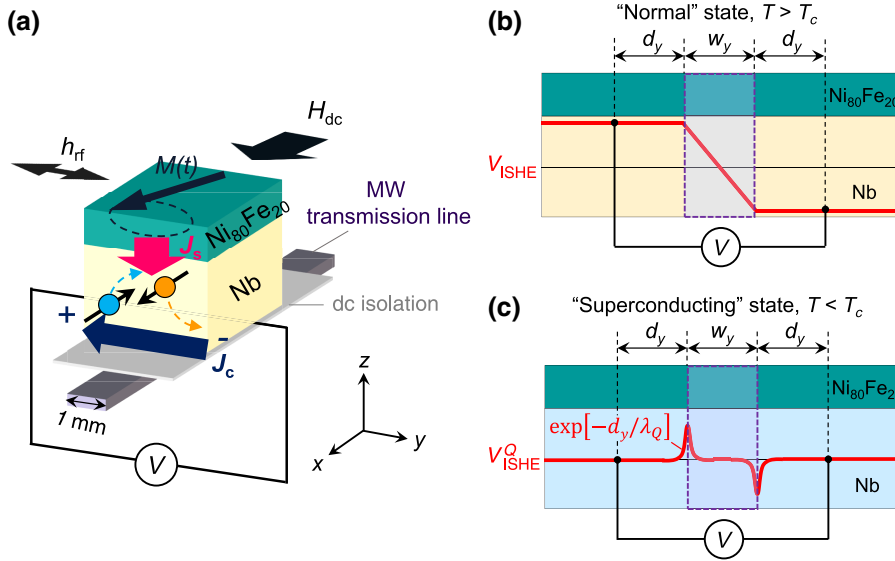 (a)
H_dc
h_rf
M(t)
MW
transmission line
Ni₈₀Fe₂₀
J_s
Nb
dc isolation
+
-
J_c
1 mm
V
z
y
x
(b)
“Normal” state, T > T_c
d_y w_y d_y
Ni₈₀Fe₂₀
V_ISHE
Nb
V
(c)
“Superconducting” state, T < T_c
d_y w_y d_y
Ni₈₀Fe₂
exp[−d_y/λ_Q]
V^Q_ISHE
Nb
V